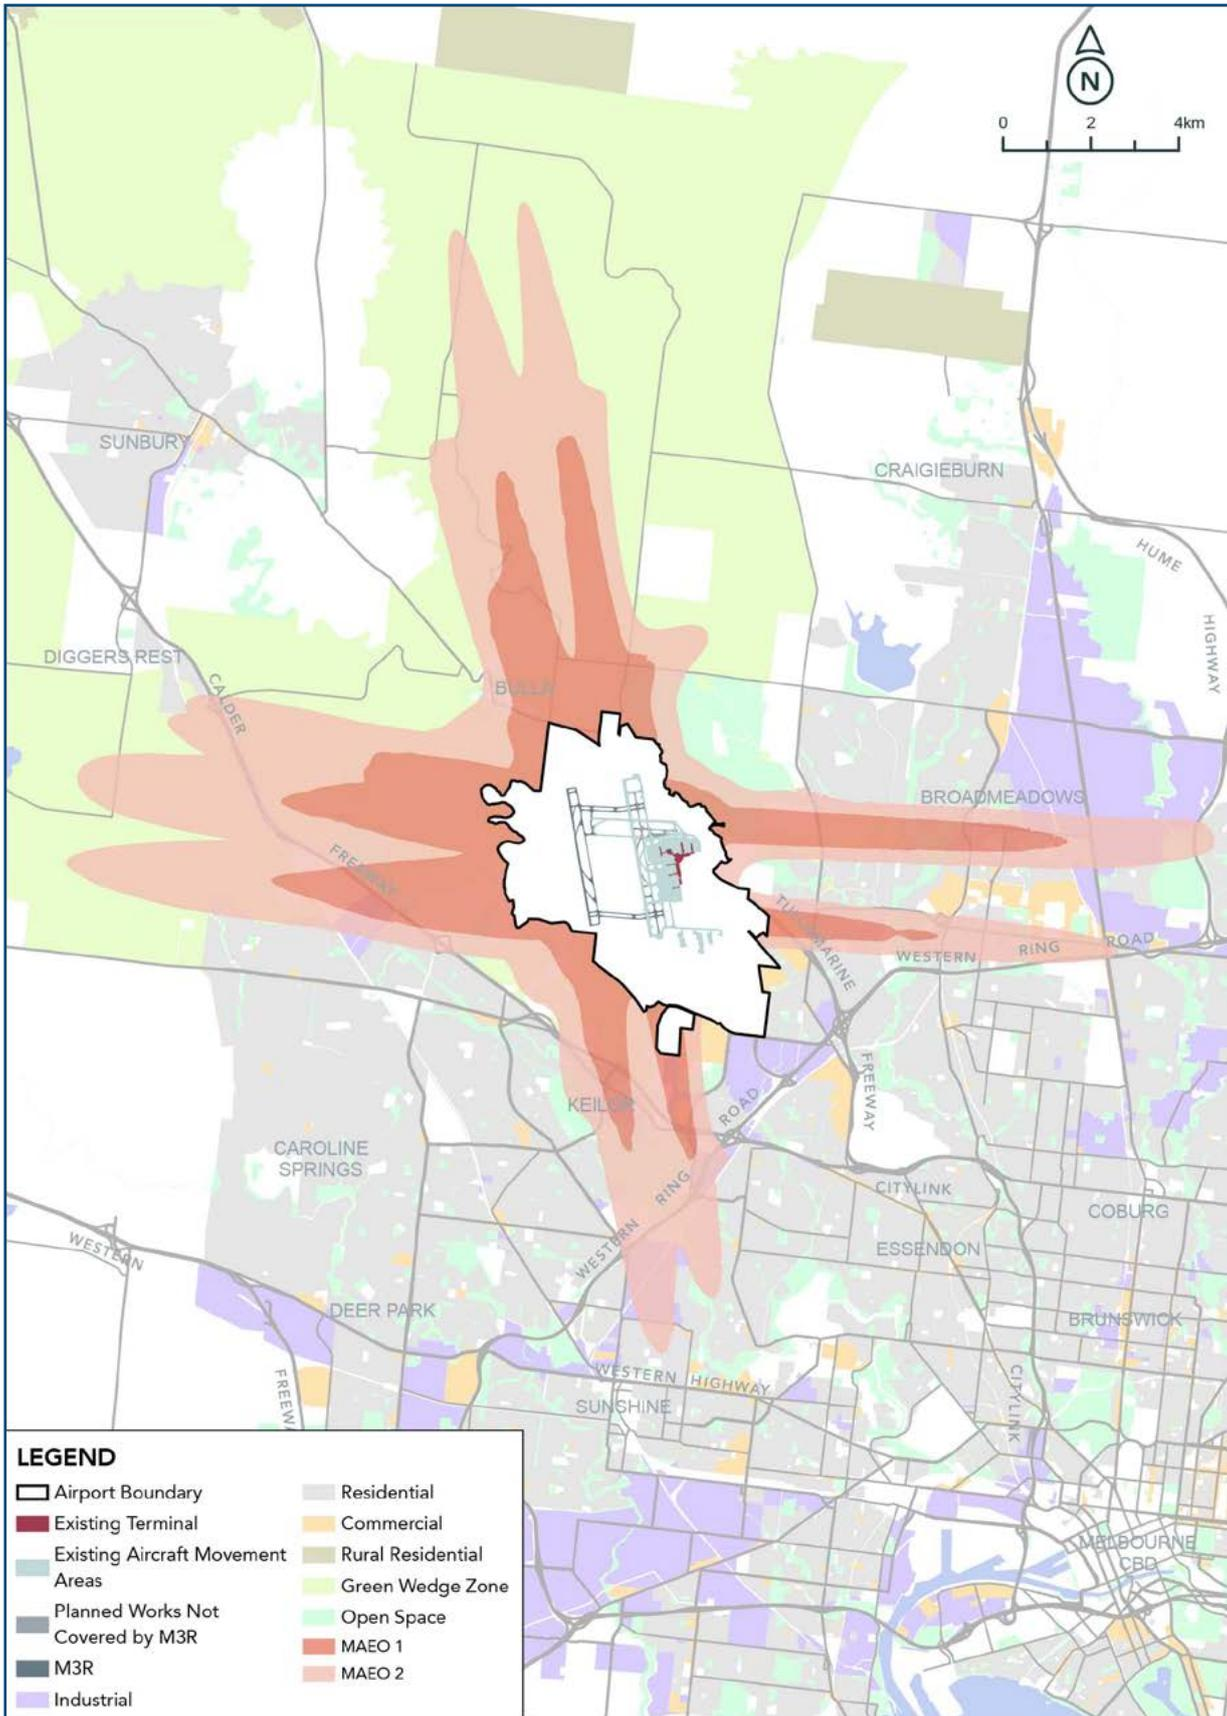 N
0 2 4km
SUNBURY
CRAIGIEBURN
HUME
HIGHWAY
DIGGERS REST
CALDER
BULLA
FREEWAY
BROADMEADOWS
TULLAMARINE
WESTERN RING ROAD
FREEWAY
KEILOR
ROAD
RING
WESTERN
CAROLINE
SPRINGS
CITYLINK
COBURG
ESSENDON
WESTERN
DEER PARK
BRUNSWICK
WESTERN HIGHWAY
CITYLINK
SUNSHINE
MELBOURNE
CBD
LEGEND
Airport Boundary
Existing Terminal
Existing Aircraft Movement
Areas
Planned Works Not
Covered by M3R
M3R
Industrial
Residential
Commercial
Rural Residential
Green Wedge Zone
Open Space
MAEO 1
MAEO 2